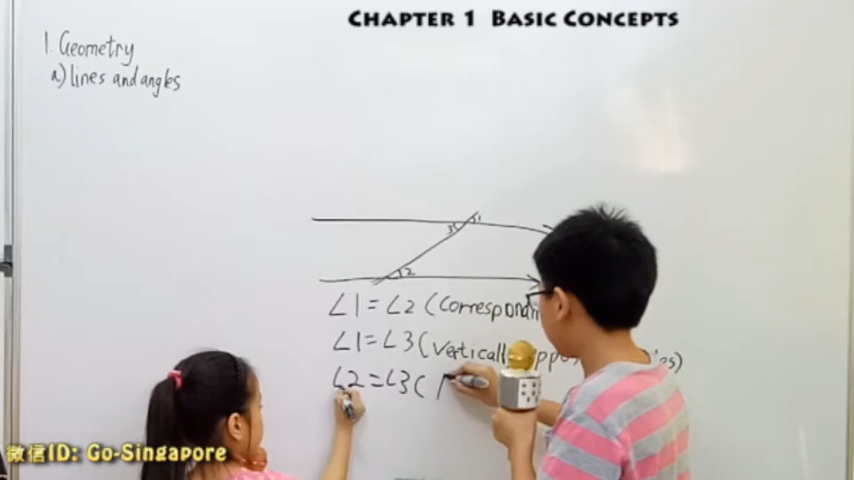 CHAPTER 1 BASIC CONCEPTS
1. Geometry
a) lines and angles
3 1
2
∠1 = ∠2 (
∠1 = ∠3 (vertically
∠2 = ∠3 (
微信ID: Go-Singapore